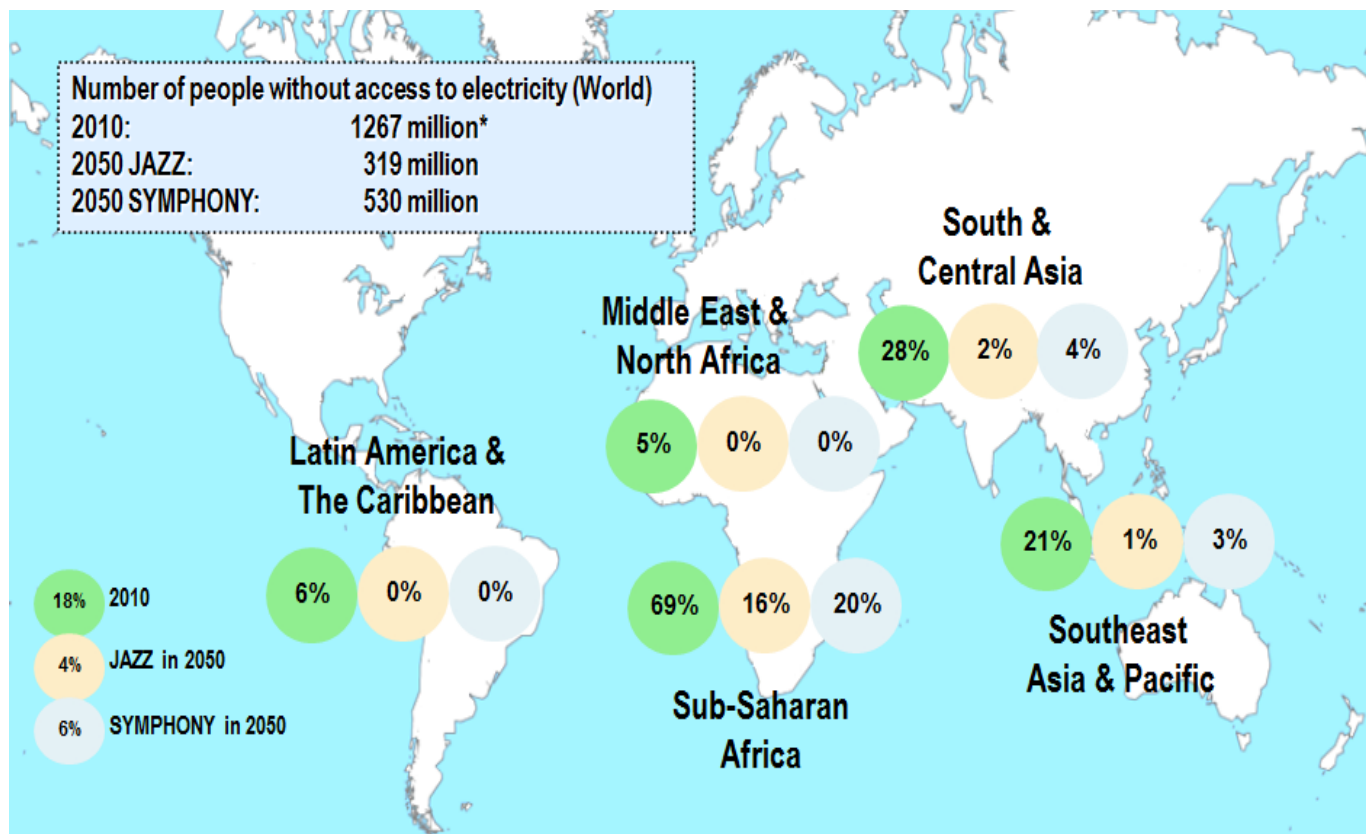 Number of people without access to electricity (World)
2010: 1267 million*
2050 JAZZ: 319 million
2050 SYMPHONY: 530 million
South &
Central Asia
28% 2% 4%
Middle East &
North Africa
5% 0% 0%
Latin America &
The Caribbean
6% 0% 0%
69% 16% 20%
Sub-Saharan
Africa
21% 1% 3%
Southeast
Asia & Pacific
18% 2010
4% JAZZ in 2050
6% SYMPHONY in 2050